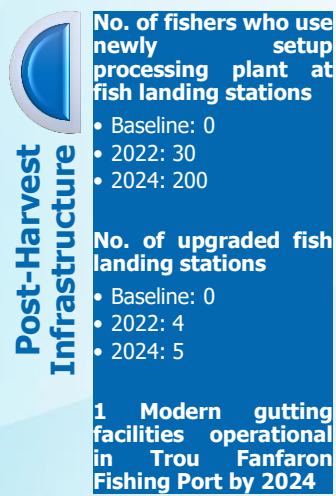 Post-Harvest
Infrastructure
No. of fishers who use
newly setup
processing plant at
fish landing stations
• Baseline: 0
• 2022: 30
• 2024: 200
No. of upgraded fish
landing stations
• Baseline: 0
• 2022: 4
• 2024: 5
1 Modern gutting
facilities operational
in Trou Fanfaron
Fishing Port by 2024